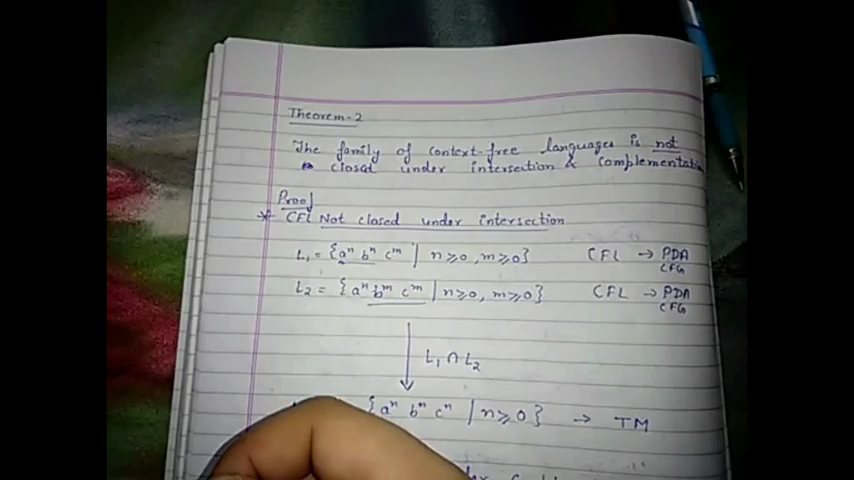 Theorem-2
The family of context-free languages is not
closed under intersection & complementation
Proof
* CFL Not closed under intersection
L₁ = {aⁿ bⁿ cᵐ | n≥0, m≥0} CFL → PDA
CFG
L₂ = {aⁿ bᵐ cᵐ | n≥0, m≥0} CFL → PDA
CFG
L₁ ∩ L₂
{aⁿ bⁿ cⁿ | n≥0} → TM